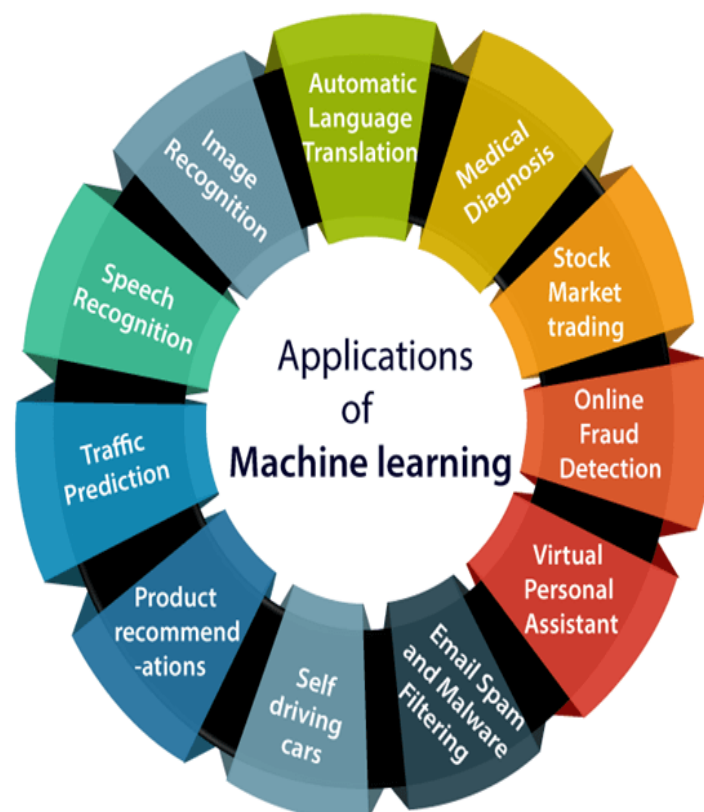 Applications
of
Machine learning
Automatic
Language
Translation
Medical
Diagnosis
Stock
Market
trading
Online
Fraud
Detection
Virtual
Personal
Assistant
Email Spam
and Malware
Filtering
Self
driving
cars
Product
recommend
-ations
Traffic
Prediction
Speech
Recognition
Image
Recognition